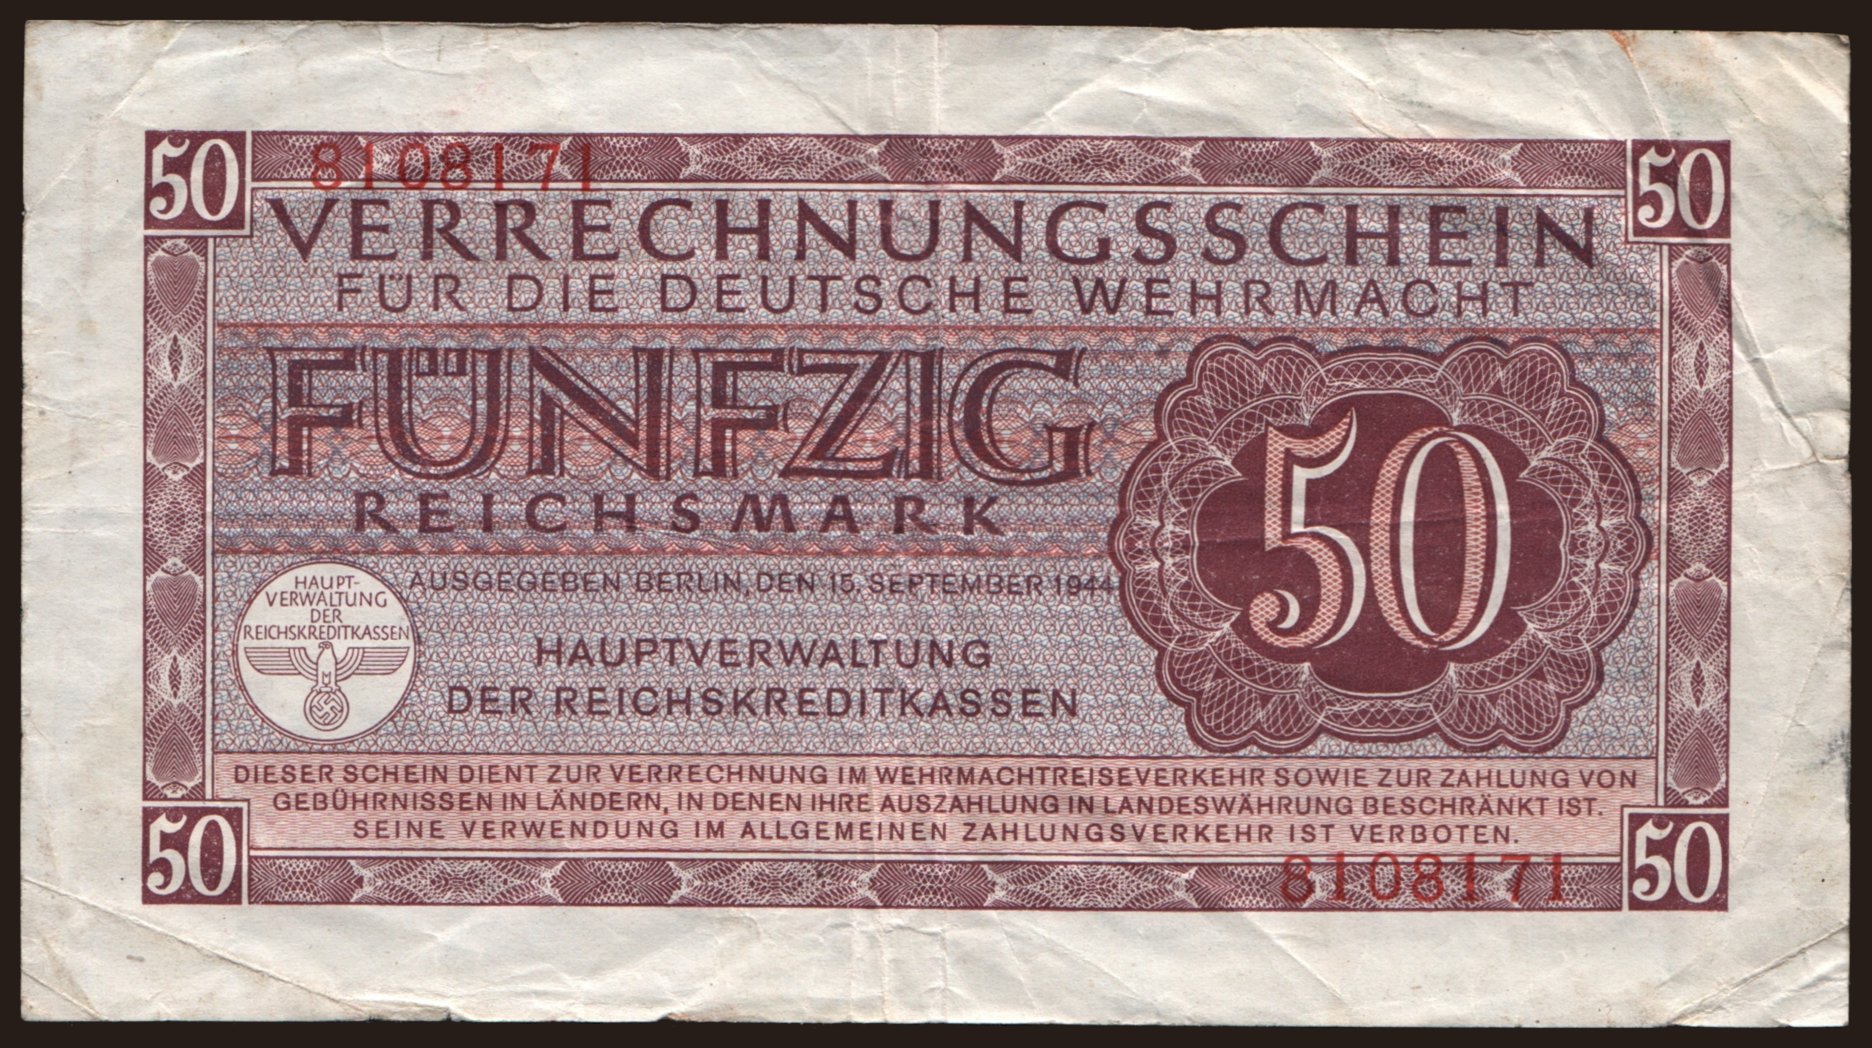 50
8108171
50
VERRECHNUNGSSCHEIN
FÜR DIE DEUTSCHE WEHRMACHT
FÜNFZIG
REICHSMARK
50
HAUPT-
VERWALTUNG
DER
REICHSKREDITKASSEN
AUSGEGEBEN BERLIN, DEN 15. SEPTEMBER 1944
HAUPTVERWALTUNG
DER REICHSKREDITKASSEN
DIESER SCHEIN DIENT ZUR VERRECHNUNG IM WEHRMACHTREISEVERKEHR SOWIE ZUR ZAHLUNG VON
GEBÜHRNISSEN IN LÄNDERN, IN DENEN IHRE AUSZAHLUNG IN LANDESWÄHRUNG BESCHRÄNKT IST.
SEINE VERWENDUNG IM ALLGEMEINEN ZAHLUNGSVERKEHR IST VERBOTEN.
50
8108171
50